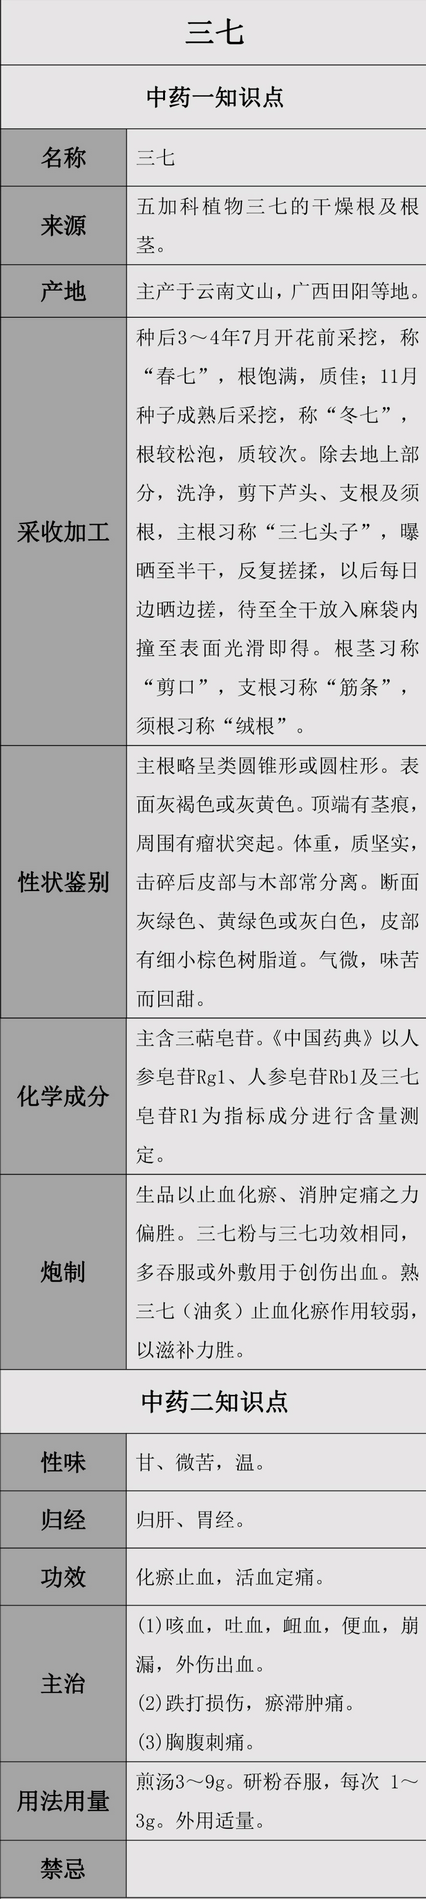 三七
中药一知识点
名称
三七
来源
五加科植物三七的干燥根及根
茎。
产地
主产于云南文山，广西田阳等地。
采收加工
种后3～4年7月开花前采挖，称
“春七”，根饱满，质佳；11月
种子成熟后采挖，称“冬七”，
根较松泡，质较次。除去地上部
分，洗净，剪下芦头、支根及须
根，主根习称“三七头子”，曝
晒至半干，反复搓揉，以后每日
边晒边搓，待至全干放入麻袋内
撞至表面光滑即得。根茎习称
“剪口”，支根习称“筋条”，
须根习称“绒根”。
性状鉴别
主根略呈类圆锥形或圆柱形。表
面灰褐色或灰黄色。顶端有茎痕，
周围有瘤状突起。体重，质坚实，
击碎后皮部与木部常分离。断面
灰绿色、黄绿色或灰白色，皮部
有细小棕色树脂道。气微，味苦
而回甜。
化学成分
主含三萜皂苷。《中国药典》以人
参皂苷Rg1、人参皂苷Rb1及三七
皂苷R1为指标成分进行含量测
定。
炮制
生品以止血化瘀、消肿定痛之力
偏胜。三七粉与三七功效相同，
多吞服或外敷用于创伤出血。熟
三七（油炙）止血化瘀作用较弱，
以滋补力胜。
中药二知识点
性味
甘、微苦，温。
归经
归肝、胃经。
功效
化瘀止血，活血定痛。
主治
(1)咳血，吐血，衄血，便血，崩
漏，外伤出血。
(2)跌打损伤，瘀滞肿痛。
(3)胸腹刺痛。
用法用量
煎汤3～9g。研粉吞服，每次 1～
3g。外用适量。
禁忌